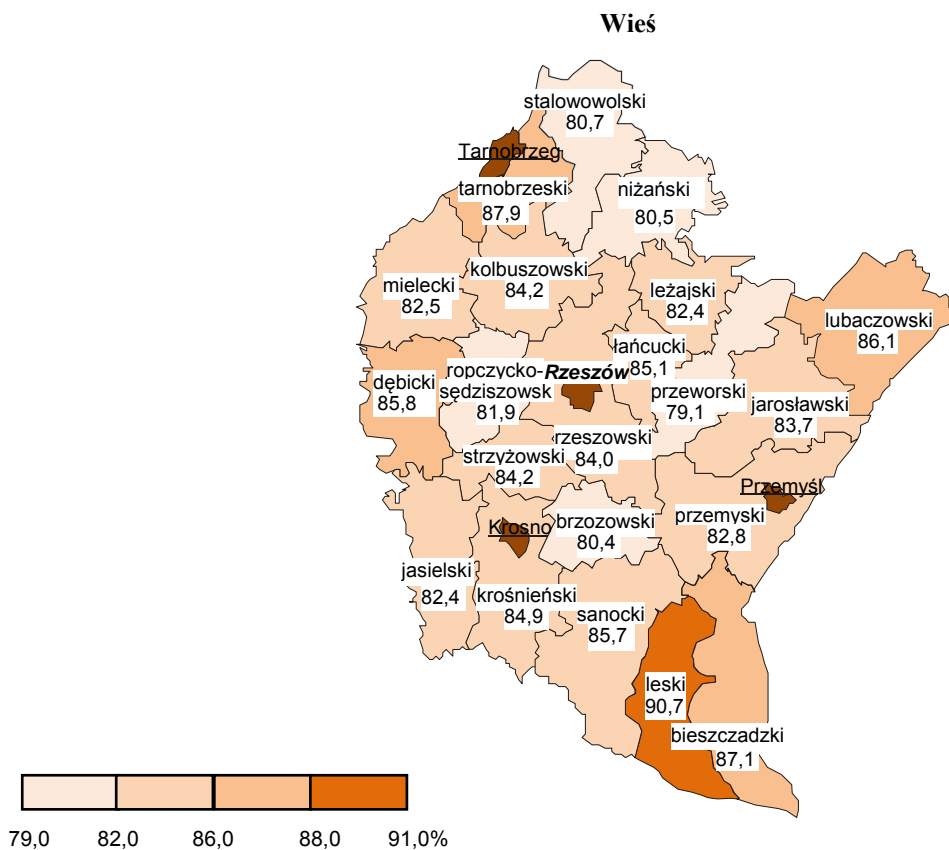 Wieś
stalowowolski
80,7
Tarnobrzeg
tarnobrzeski
87,9
niżański
80,5
kolbuszowski
84,2
mielecki
82,5
leżajski
82,4
lubaczowski
86,1
łańcucki
85,1
ropczycko-
sędziszowsk
81,9
Rzeszów
dębicki
85,8
przeworski
79,1
jarosławski
83,7
rzeszowski
84,0
strzyżowski
84,2
Przemyśl
przemyski
82,8
Krosno
brzozowski
80,4
jasielski
82,4
krośnieński
84,9
sanocki
85,7
leski
90,7
bieszczadzki
87,1
79,0 82,0 86,0 88,0 91,0%